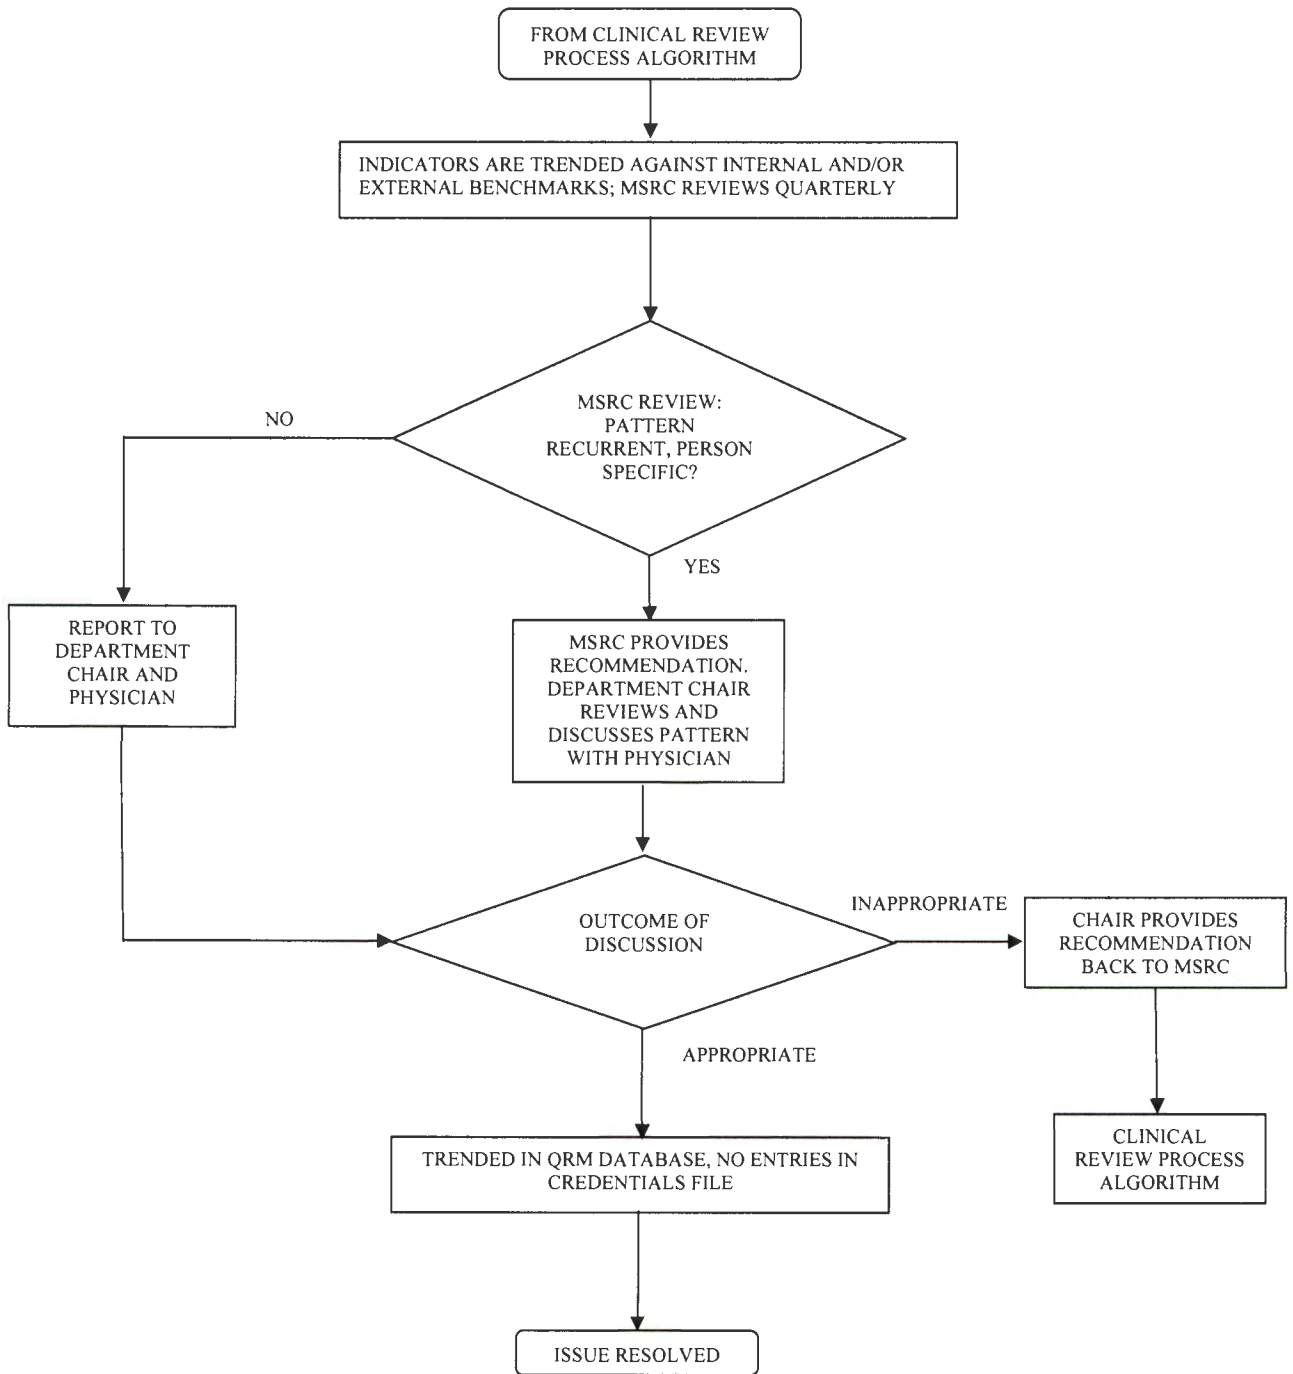 FROM CLINICAL REVIEW
PROCESS ALGORITHM
INDICATORS ARE TRENDED AGAINST INTERNAL AND/OR
EXTERNAL BENCHMARKS; MSRC REVIEWS QUARTERLY
MSRC REVIEW:
PATTERN
RECURRENT, PERSON
SPECIFIC?
NO
YES
REPORT TO
DEPARTMENT
CHAIR AND
PHYSICIAN
MSRC PROVIDES
RECOMMENDATION.
DEPARTMENT CHAIR
REVIEWS AND
DISCUSSES PATTERN
WITH PHYSICIAN
OUTCOME OF
DISCUSSION
INAPPROPRIATE
CHAIR PROVIDES
RECOMMENDATION
BACK TO MSRC
APPROPRIATE
CLINICAL
REVIEW PROCESS
ALGORITHM
TRENDED IN QRM DATABASE, NO ENTRIES IN
CREDENTIALS FILE
ISSUE RESOLVED